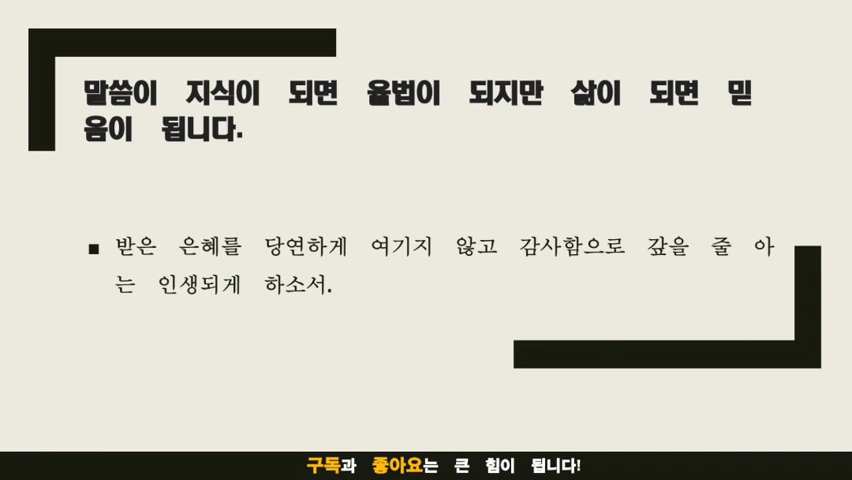 말씀이 지식이 되면 율법이 되지만 삶이 되면 믿
음이 됩니다.
■ 받은 은혜를 당연하게 여기지 않고 감사함으로 갚을 줄 아
는 인생되게 하소서.
구독과 좋아요는 큰 힘이 됩니다!